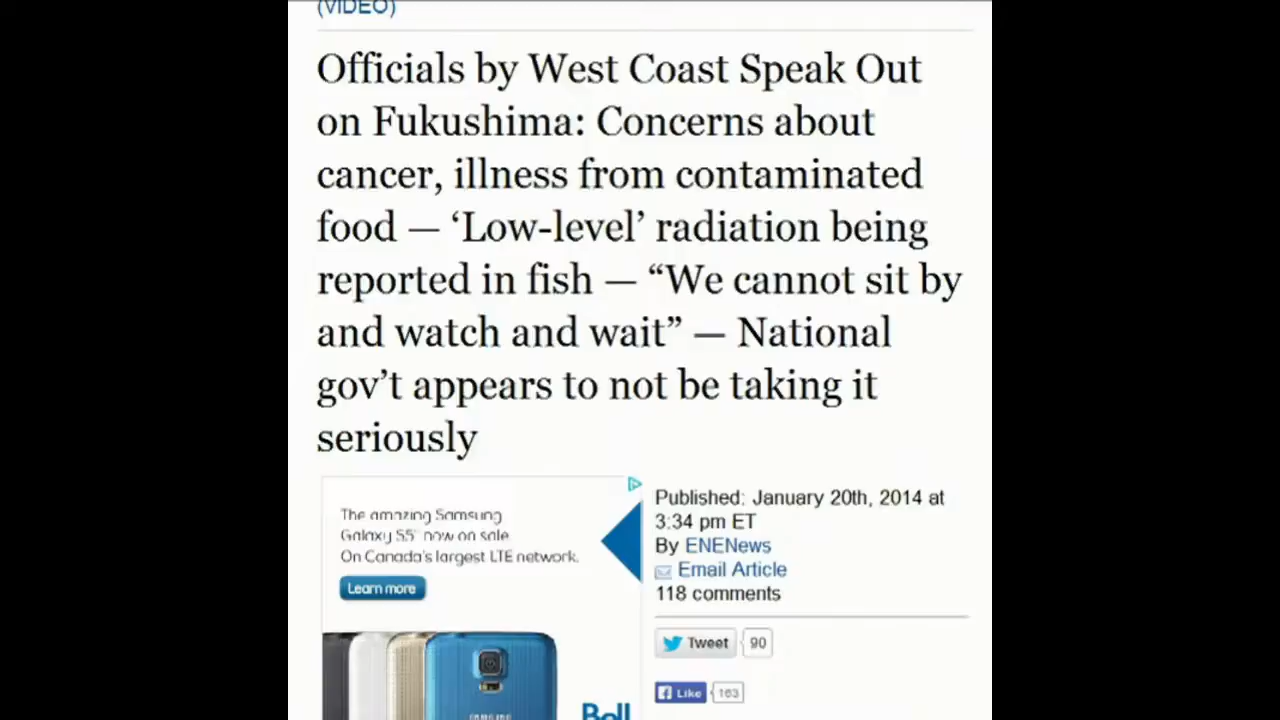 (VIDEO)
Officials by West Coast Speak Out
on Fukushima: Concerns about
cancer, illness from contaminated
food — ‘Low-level’ radiation being
reported in fish — “We cannot sit by
and watch and wait” — National
gov’t appears to not be taking it
seriously
The amazing Samsung
Galaxy S5™ now on sale.
On Canada's largest LTE network.
Learn more
SAMSUNG
Bell
Published: January 20th, 2014 at
3:34 pm ET
By ENENews
Email Article
118 comments
Tweet 90
Like 163